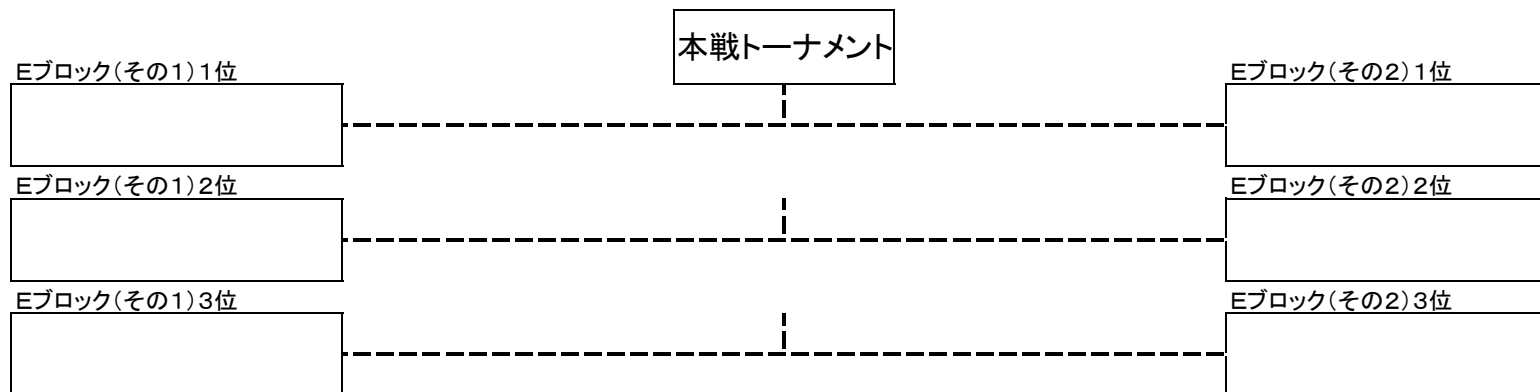 本戦トーナメント
Eブロック(その1)1位
Eブロック(その2)1位
Eブロック(その1)2位
Eブロック(その2)2位
Eブロック(その1)3位
Eブロック(その2)3位